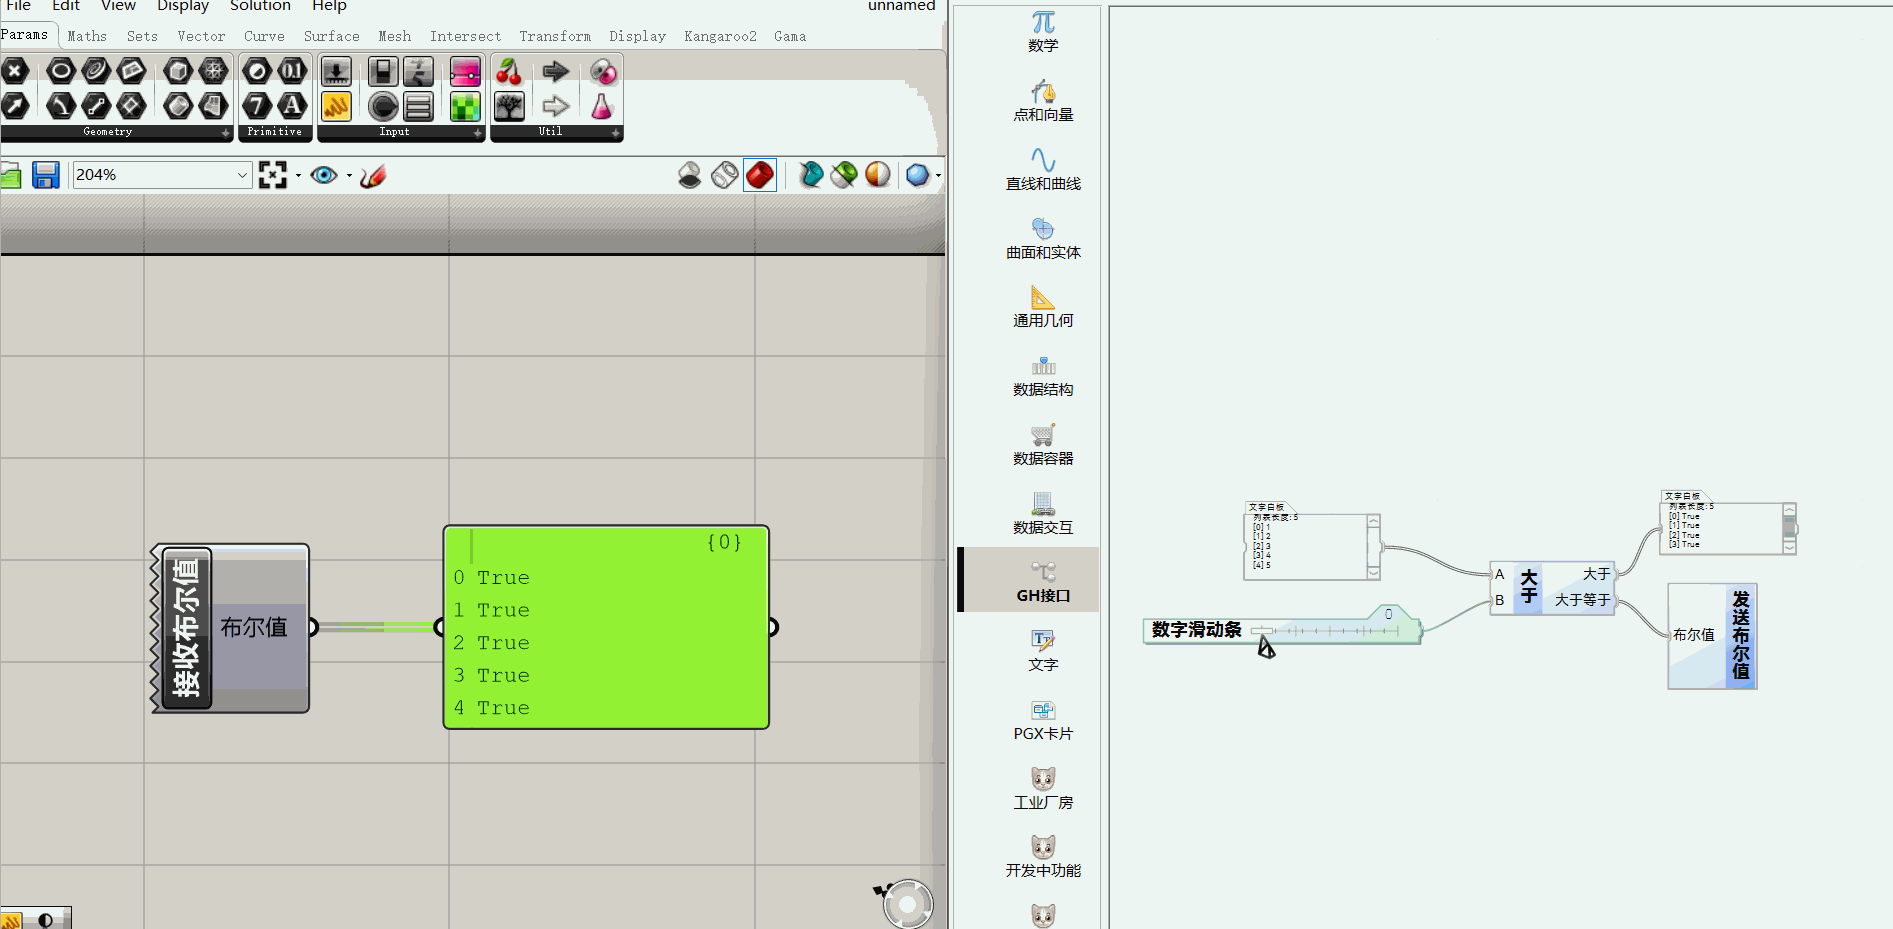 File Edit View Display Solution Help unnamed
Params Maths Sets Vector Curve Surface Mesh Intersect Transform Display Kangaroo2 Gama
Geometry Primitive Input Util
204%
接收布尔值
布尔值
{0}
0 True
1 True
2 True
3 True
4 True
数学
点和向量
直线和曲线
曲面和实体
通用几何
数据结构
数据容器
数据交互
GH接口
文字
PGX卡片
工业厂房
开发中功能
文字白板
列表长度:5
[0] 1
[1] 2
[2] 3
[3] 4
[4] 5
数字滑动条 0
A 大于 大于
B 大于等于
文字白板
列表长度:5
[0] True
[1] True
[2] True
[3] True
布尔值 发送布尔值